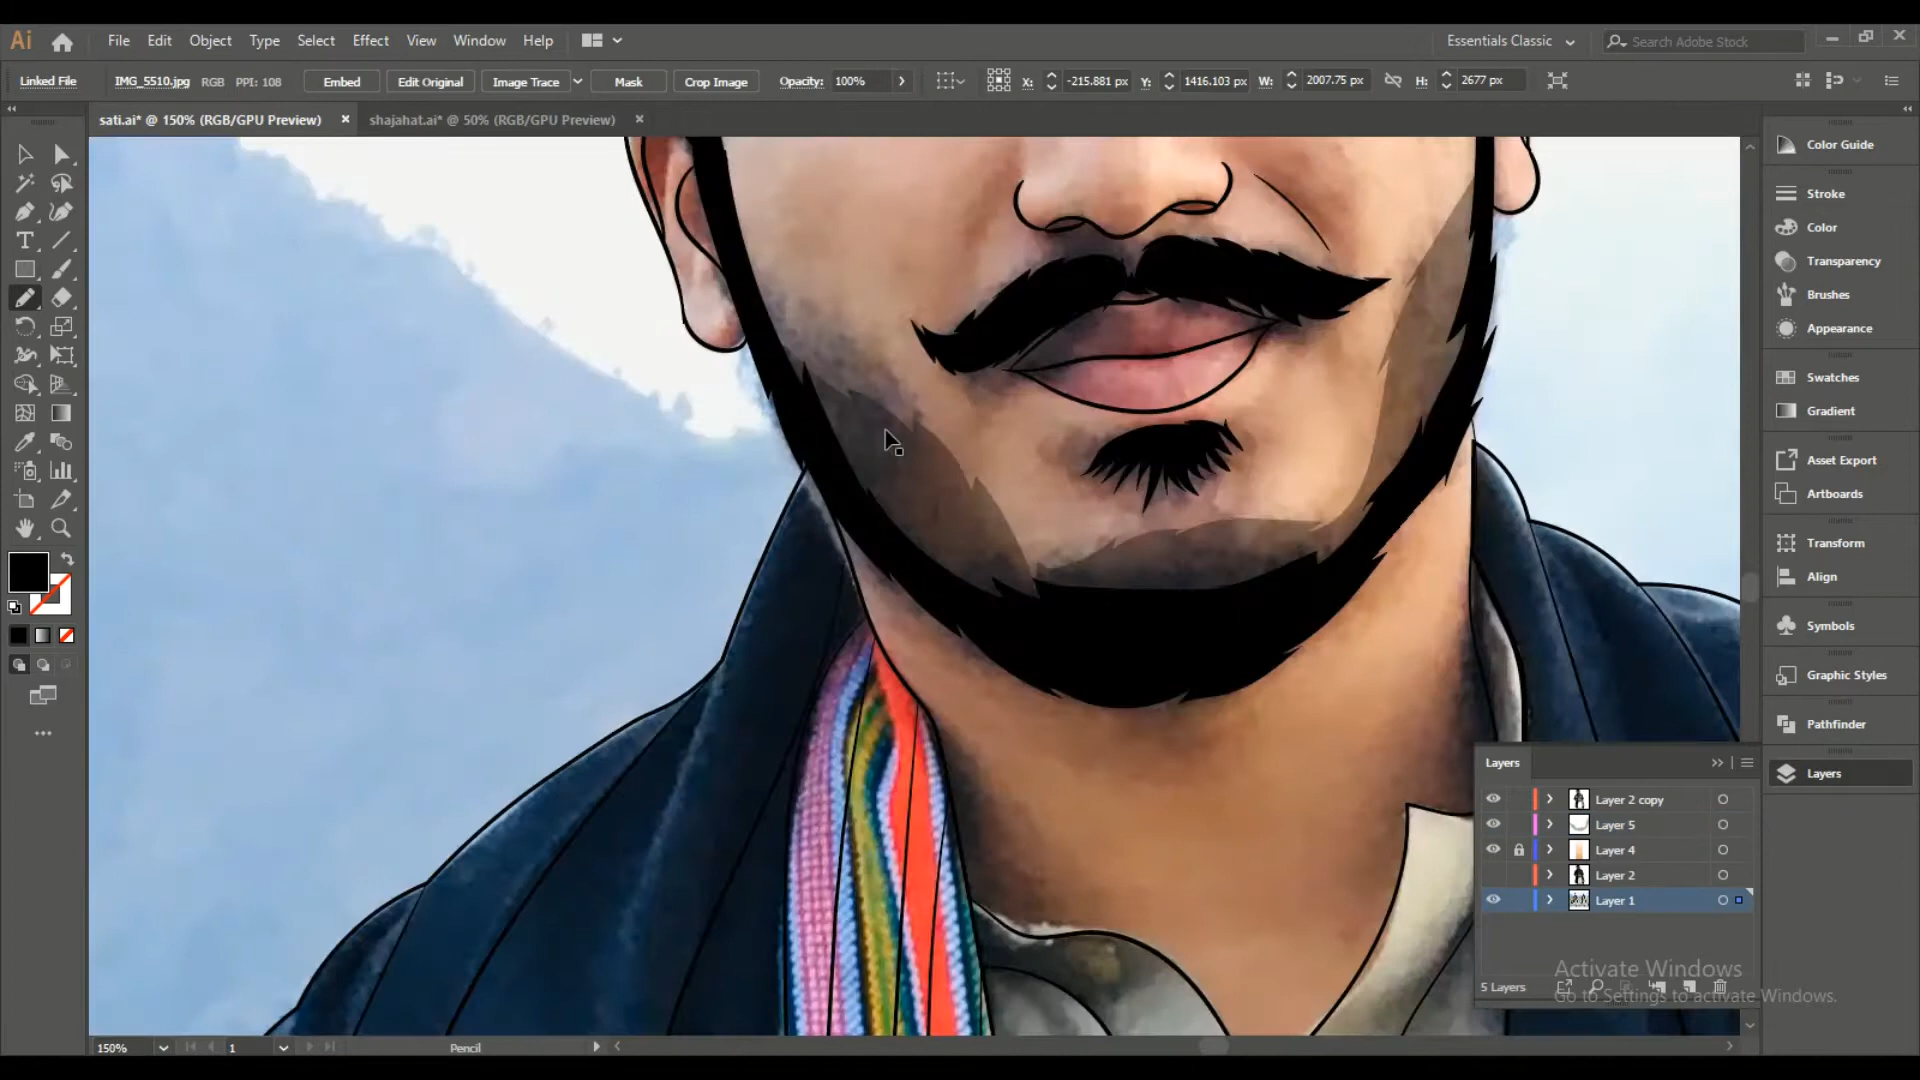 Ai File Edit Object Type Select Effect View Window Help Essentials Classic Search Adobe Stock
Linked File IMG_5510.jpg RGB PPI: 108 Embed Edit Original Image Trace Mask Crop Image Opacity: 100% X: -215.881 px Y: 1416.103 px W: 2007.75 px H: 2677 px
sati.ai* @ 150% (RGB/GPU Preview) shajahat.ai* @ 50% (RGB/GPU Preview)
Color Guide
Stroke
Color
Transparency
Brushes
Appearance
Swatches
Gradient
Asset Export
Artboards
Transform
Align
Symbols
Graphic Styles
Pathfinder
Layers
Layers
Layer 2 copy
Layer 5
Layer 4
Layer 2
Layer 1
Activate Windows
5 Layers
Go to Settings to activate Windows.
150% 1 Pencil